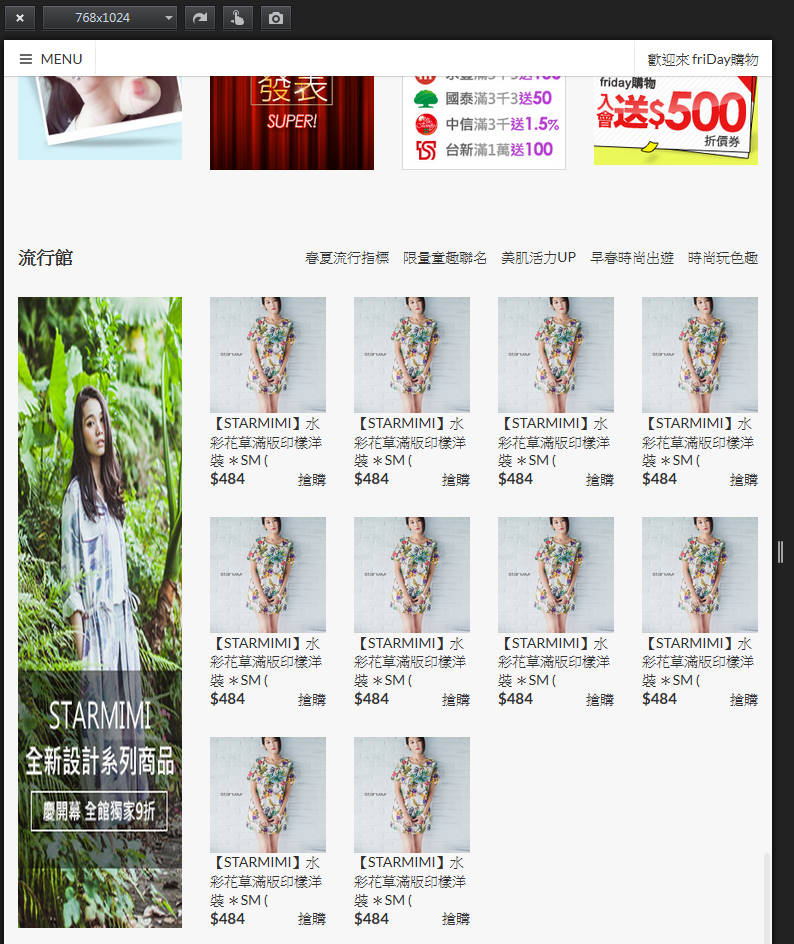 768x1024
MENU
歡迎來 friDay購物
發表
SUPER!
國泰滿3千3送50
中信滿3千送1.5%
台新滿1萬送100
friday購物
入會送$500
折價券
流行館
春夏流行指標 限量童趣聯名 美肌活力UP 早春時尚出遊 時尚玩色趣
STARMIMI
全新設計系列商品
慶開幕 全館獨家9折
【STARMIMI】水
彩花草滿版印樣洋
裝 ＊SM (
$484 搶購
【STARMIMI】水
彩花草滿版印樣洋
裝 ＊SM (
$484 搶購
【STARMIMI】水
彩花草滿版印樣洋
裝 ＊SM (
$484 搶購
【STARMIMI】水
彩花草滿版印樣洋
裝 ＊SM (
$484 搶購
【STARMIMI】水
彩花草滿版印樣洋
裝 ＊SM (
$484 搶購
【STARMIMI】水
彩花草滿版印樣洋
裝 ＊SM (
$484 搶購
【STARMIMI】水
彩花草滿版印樣洋
裝 ＊SM (
$484 搶購
【STARMIMI】水
彩花草滿版印樣洋
裝 ＊SM (
$484 搶購
【STARMIMI】水
彩花草滿版印樣洋
裝 ＊SM (
$484 搶購
【STARMIMI】水
彩花草滿版印樣洋
裝 ＊SM (
$484 搶購